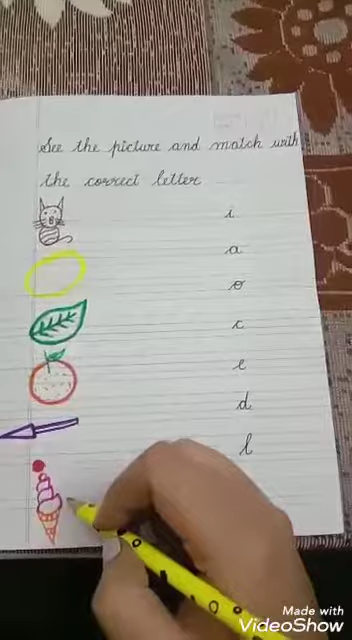 See the picture and match with
the correct letter
i
a
o
c
e
d
l
Made with
VideoShow